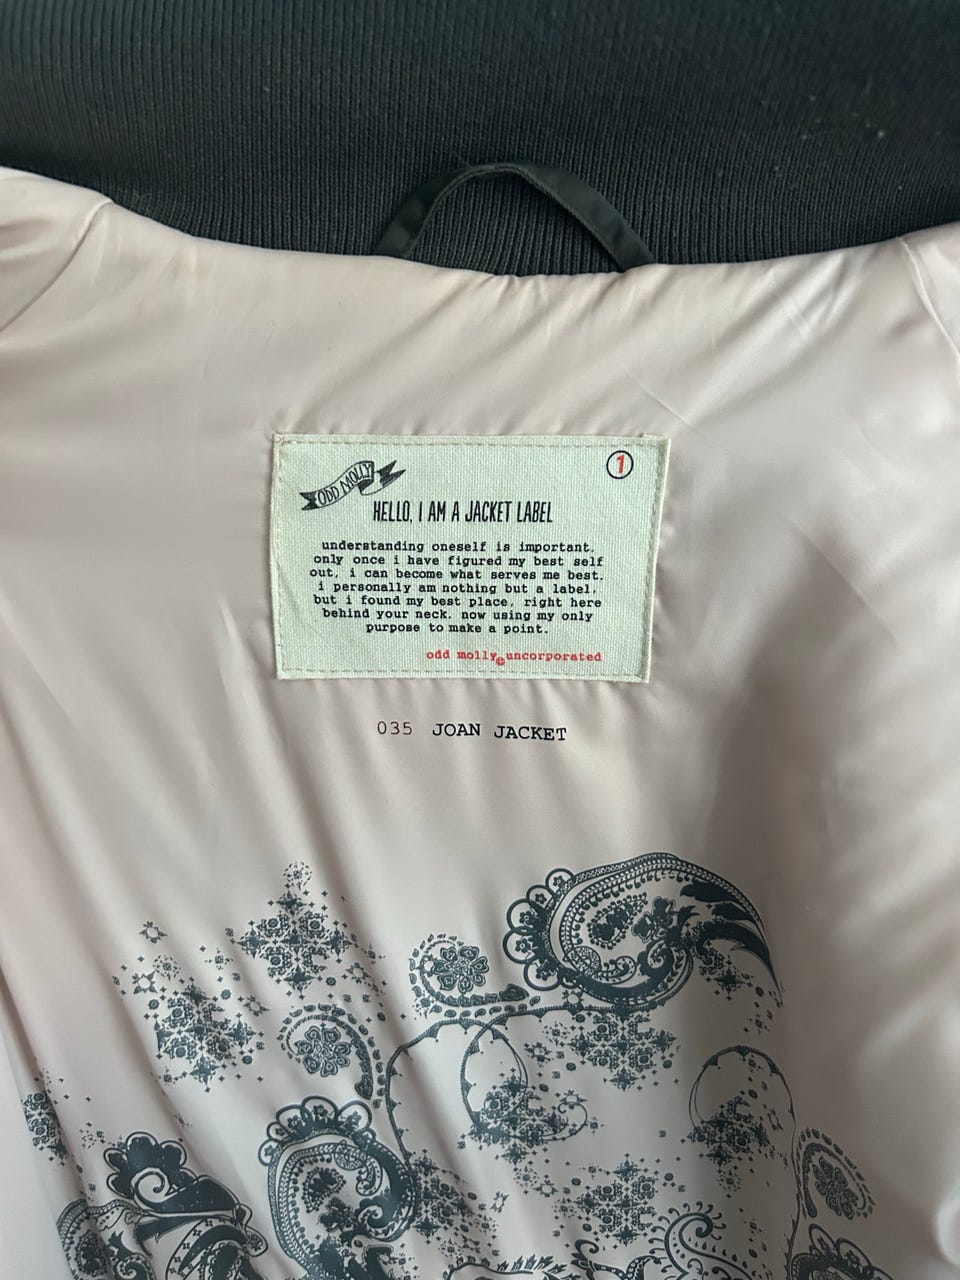 ODD MOLLY
1
HELLO, I AM A JACKET LABEL
understanding oneself is important.
only once i have figured my best self
out, i can become what serves me best.
i personally am nothing but a label,
but i found my best place, right here
behind your neck. now using my only
purpose to make a point.
odd molly©uncorporated
035 JOAN JACKET